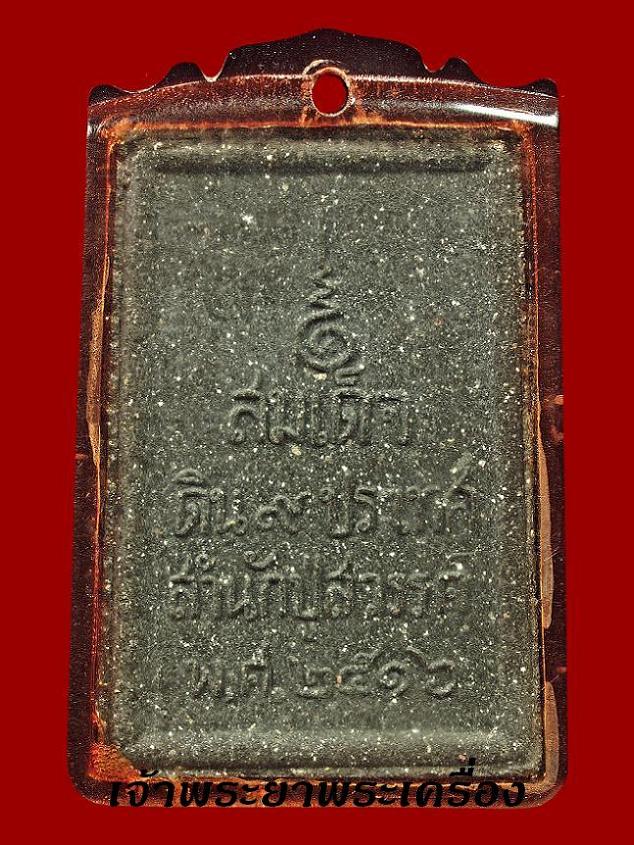 สมเด็จ
ดิน ๙ ประเทศ
สำนักปู่สวรรค์
พ.ศ. ๒๕๑๖
เจ้าพระยาพระเครื่อง